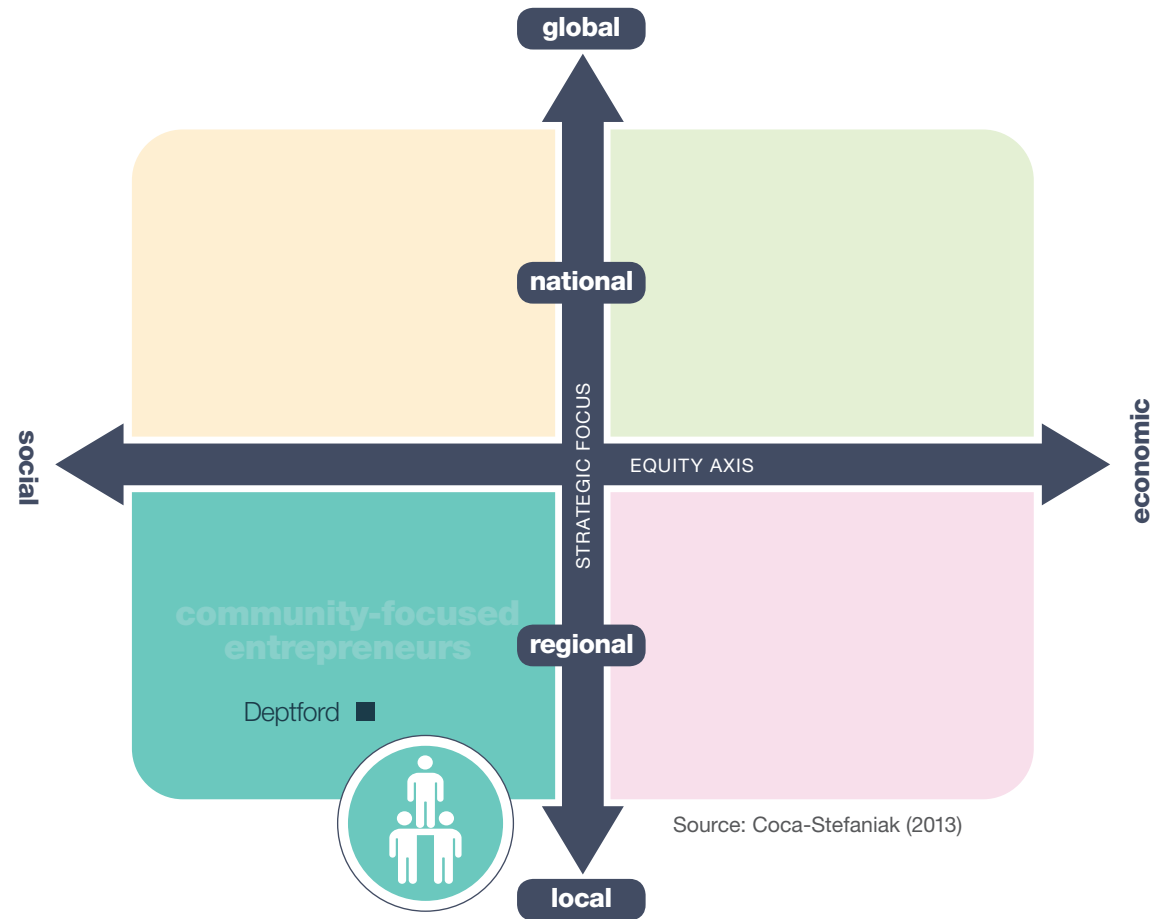 global
national
social
STRATEGIC FOCUS
EQUITY AXIS
economic
community-focused
entrepreneurs
regional
Deptford
Source: Coca-Stefaniak (2013)
local